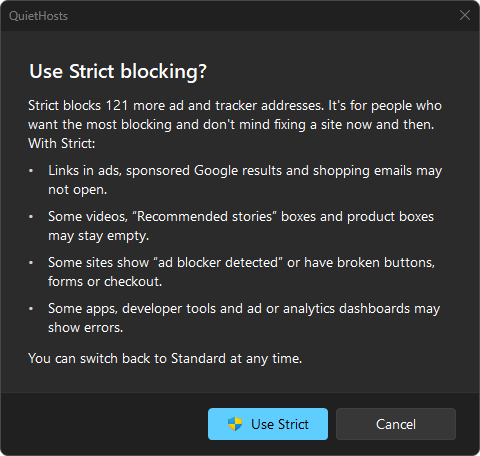 QuietHosts
Use Strict blocking?
Strict blocks 121 more ad and tracker addresses. It's for people who
want the most blocking and don't mind fixing a site now and then.
With Strict:
• Links in ads, sponsored Google results and shopping emails may
not open.
• Some videos, “Recommended stories” boxes and product boxes
may stay empty.
• Some sites show “ad blocker detected” or have broken buttons,
forms or checkout.
• Some apps, developer tools and ad or analytics dashboards may
show errors.
You can switch back to Standard at any time.
Use Strict
Cancel